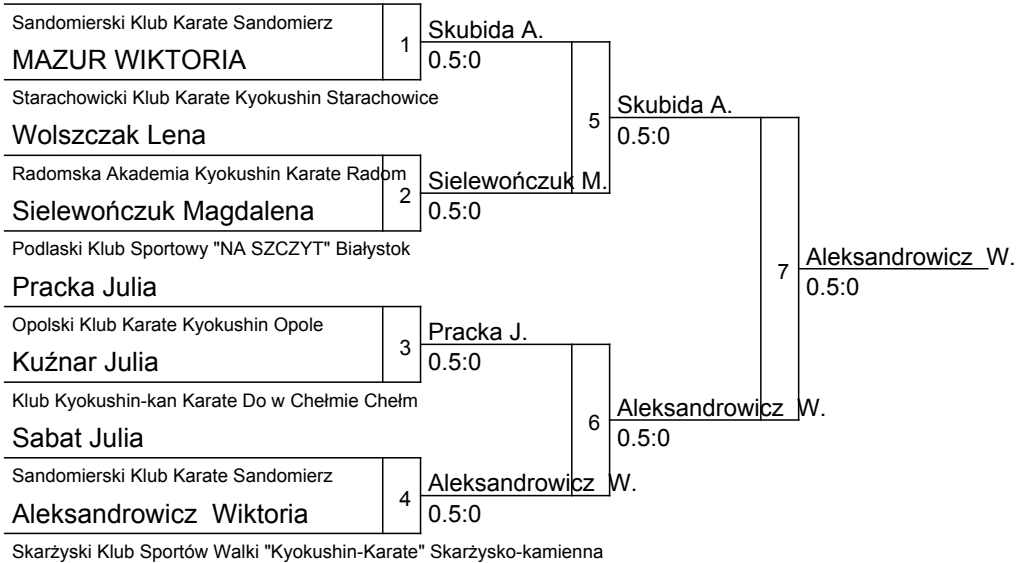 Sandomierski Klub Karate Sandomierz
MAZUR WIKTORIA
Starachowicki Klub Karate Kyokushin Starachowice
Wolszczak Lena
Radomska Akademia Kyokushin Karate Radom
Sielewończuk Magdalena
Podlaski Klub Sportowy "NA SZCZYT" Białystok
Pracka Julia
Opolski Klub Karate Kyokushin Opole
Kuźnar Julia
Klub Kyokushin-kan Karate Do w Chełmie Chełm
Sabat Julia
Sandomierski Klub Karate Sandomierz
Aleksandrowicz  Wiktoria
Skarżyski Klub Sportów Walki "Kyokushin-Karate" Skarżysko-kamienna
1
2
3
4
Skubida A.
0.5:0
Sielewończuk M.
0.5:0
Pracka J.
0.5:0
Aleksandrowicz  W.
0.5:0
5
6
Skubida A.
0.5:0
Aleksandrowicz  W.
0.5:0
7
Aleksandrowicz  W.
0.5:0